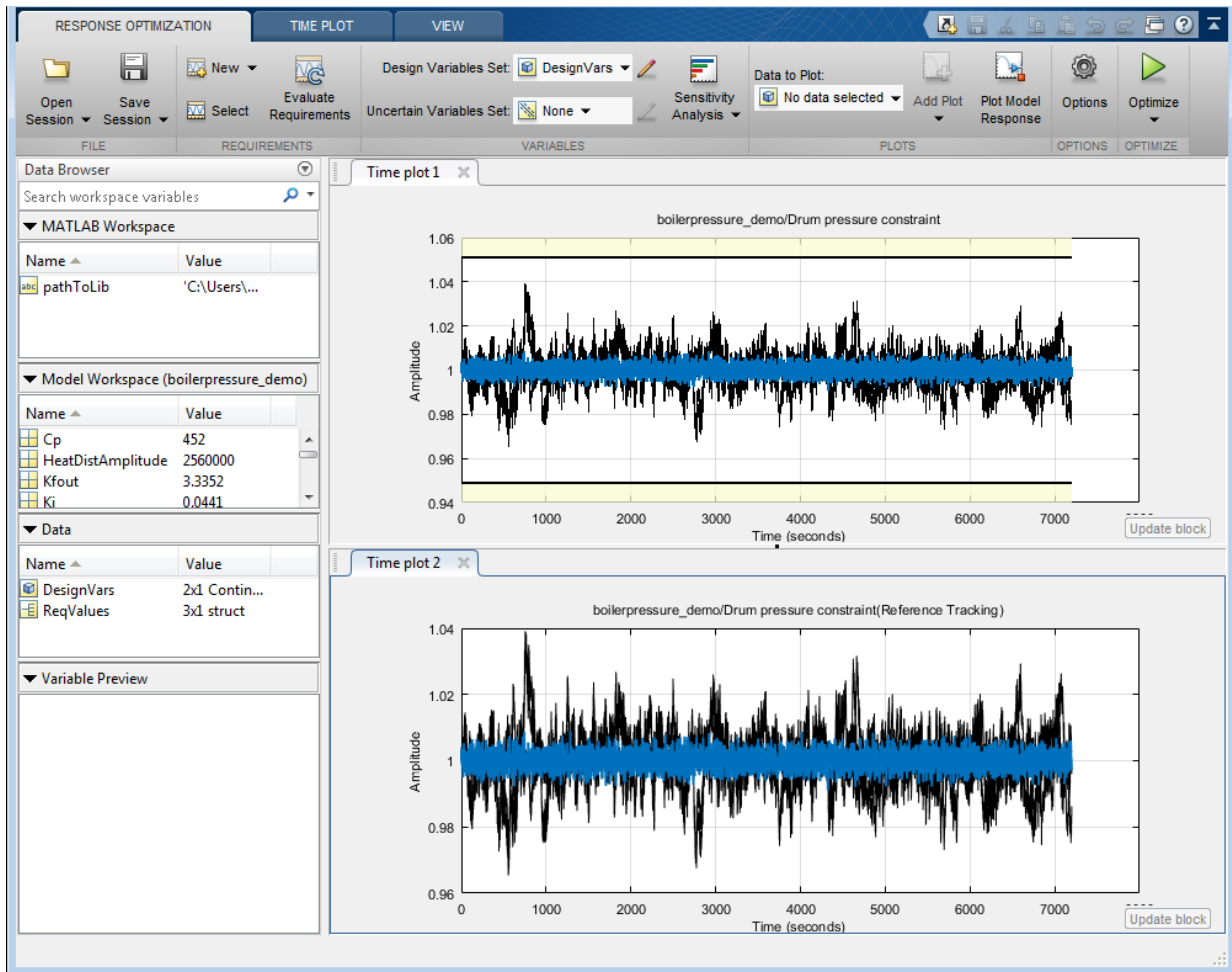 RESPONSE OPTIMIZATION TIME PLOT VIEW
Open Session
Save Session
New
Select
Evaluate Requirements
Design Variables Set: DesignVars
Uncertain Variables Set: None
Sensitivity Analysis
Data to Plot:
No data selected
Add Plot
Plot Model Response
Options
Optimize
FILE REQUIREMENTS VARIABLES PLOTS OPTIONS OPTIMIZE
Data Browser
Search workspace variables
MATLAB Workspace
Name Value
abc pathToLib 'C:\Users\...
Model Workspace (boilerpressure_demo)
Name Value
Cp 452
HeatDistAmplitude 2560000
Kfout 3.3352
Ki 0.0441
Data
Name Value
DesignVars 2x1 Contin...
ReqValues 3x1 struct
Variable Preview
Time plot 1
boilerpressure_demo/Drum pressure constraint
1.06
1.04
1.02
1
0.98
0.96
0.94
Amplitude
0 1000 2000 3000 4000 5000 6000 7000
Time (seconds)
Update block
Time plot 2
boilerpressure_demo/Drum pressure constraint(Reference Tracking)
1.04
1.02
1
0.98
0.96
Amplitude
0 1000 2000 3000 4000 5000 6000 7000
Time (seconds)
Update block